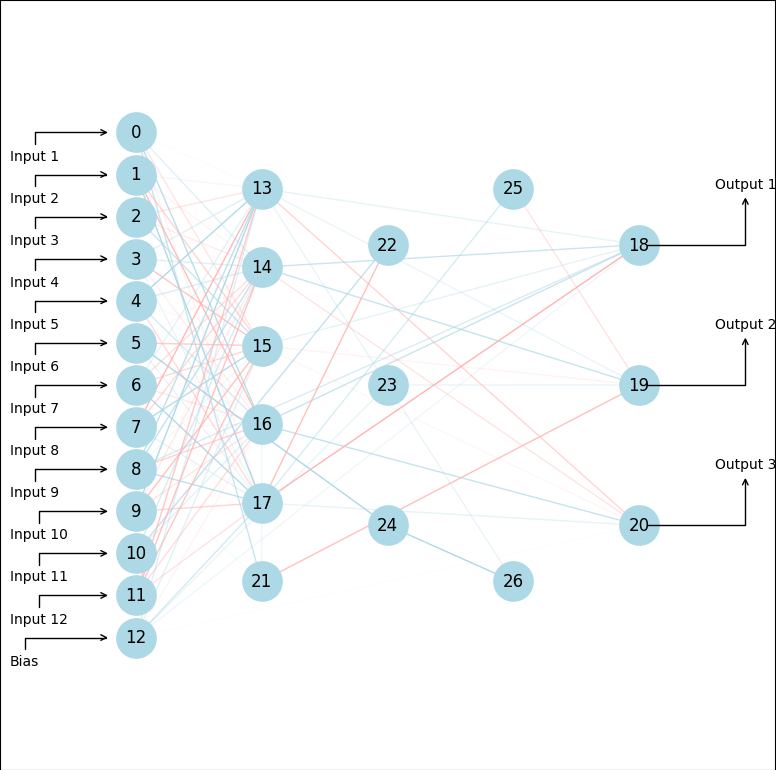 0
Input 1
1
Input 2
2
Input 3
3
Input 4
4
Input 5
5
Input 6
6
Input 7
7
Input 8
8
Input 9
9
Input 10
10
Input 11
11
Input 12
12
Bias
13
14
15
16
17
21
22
23
24
25
26
18
19
20
Output 1
Output 2
Output 3